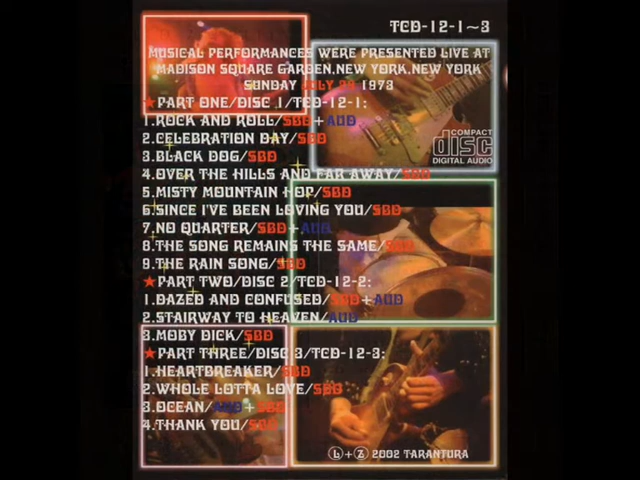 TCD-12-1~3
MUSICAL PERFORMANCES WERE PRESENTED LIVE AT
MADISON SQUARE GARDEN,NEW YORK,NEW YORK
SUNDAY JULY 1973
★PART ONE/DISC 1/TCD-12-1:
1.ROCK AND ROLL/SBD+AUD
2.CELEBRATION DAY/SBD
3.BLACK DOG/SBD
4.OVER THE HILLS AND FAR AWAY/SBD
5.MISTY MOUNTAIN HOP/SBD
6.SINCE I'VE BEEN LOVING YOU/SBD
7.NO QUARTER/SBD+AUD
8.THE SONG REMAINS THE SAME/SBD
9.THE RAIN SONG/SBD
★PART TWO/DISC 2/TCD-12-2:
1.DAZED AND CONFUSED/SBD+AUD
2.STAIRWAY TO HEAVEN/AUD
3.MOBY DICK/SBD
★PART THREE/DISC 3/TCD-12-3:
1.HEARTBREAKER/SBD
2.WHOLE LOTTA LOVE/SBD
3.OCEAN/AUD+SBD
4.THANK YOU/SBD
COMPACT
disc
DIGITAL AUDIO
Ⓛ+Ⓩ 2002 TARANTURA